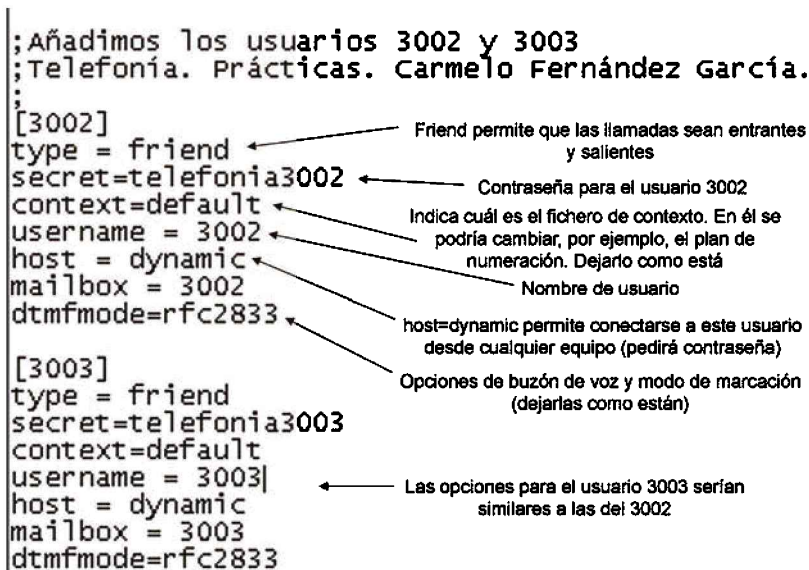 ;Añadimos los usuarios 3002 y 3003
;Telefonía. Prácticas. Carmelo Fernández García.
;
[3002]
type = friend
secret=telefonia3002
context=default
username = 3002
host = dynamic
mailbox = 3002
dtmfmode=rfc2833
[3003]
type = friend
secret=telefonia3003
context=default
username = 3003
host = dynamic
mailbox = 3003
dtmfmode=rfc2833
Friend permite que las llamadas sean entrantes
y salientes
Contraseña para el usuario 3002
Indica cuál es el fichero de contexto. En él se
podría cambiar, por ejemplo, el plan de
numeración. Dejarlo como está
Nombre de usuario
host=dynamic permite conectarse a este usuario
desde cualquier equipo (pedirá contraseña)
Opciones de buzón de voz y modo de marcación
(dejarlas como están)
Las opciones para el usuario 3003 serían
similares a las del 3002